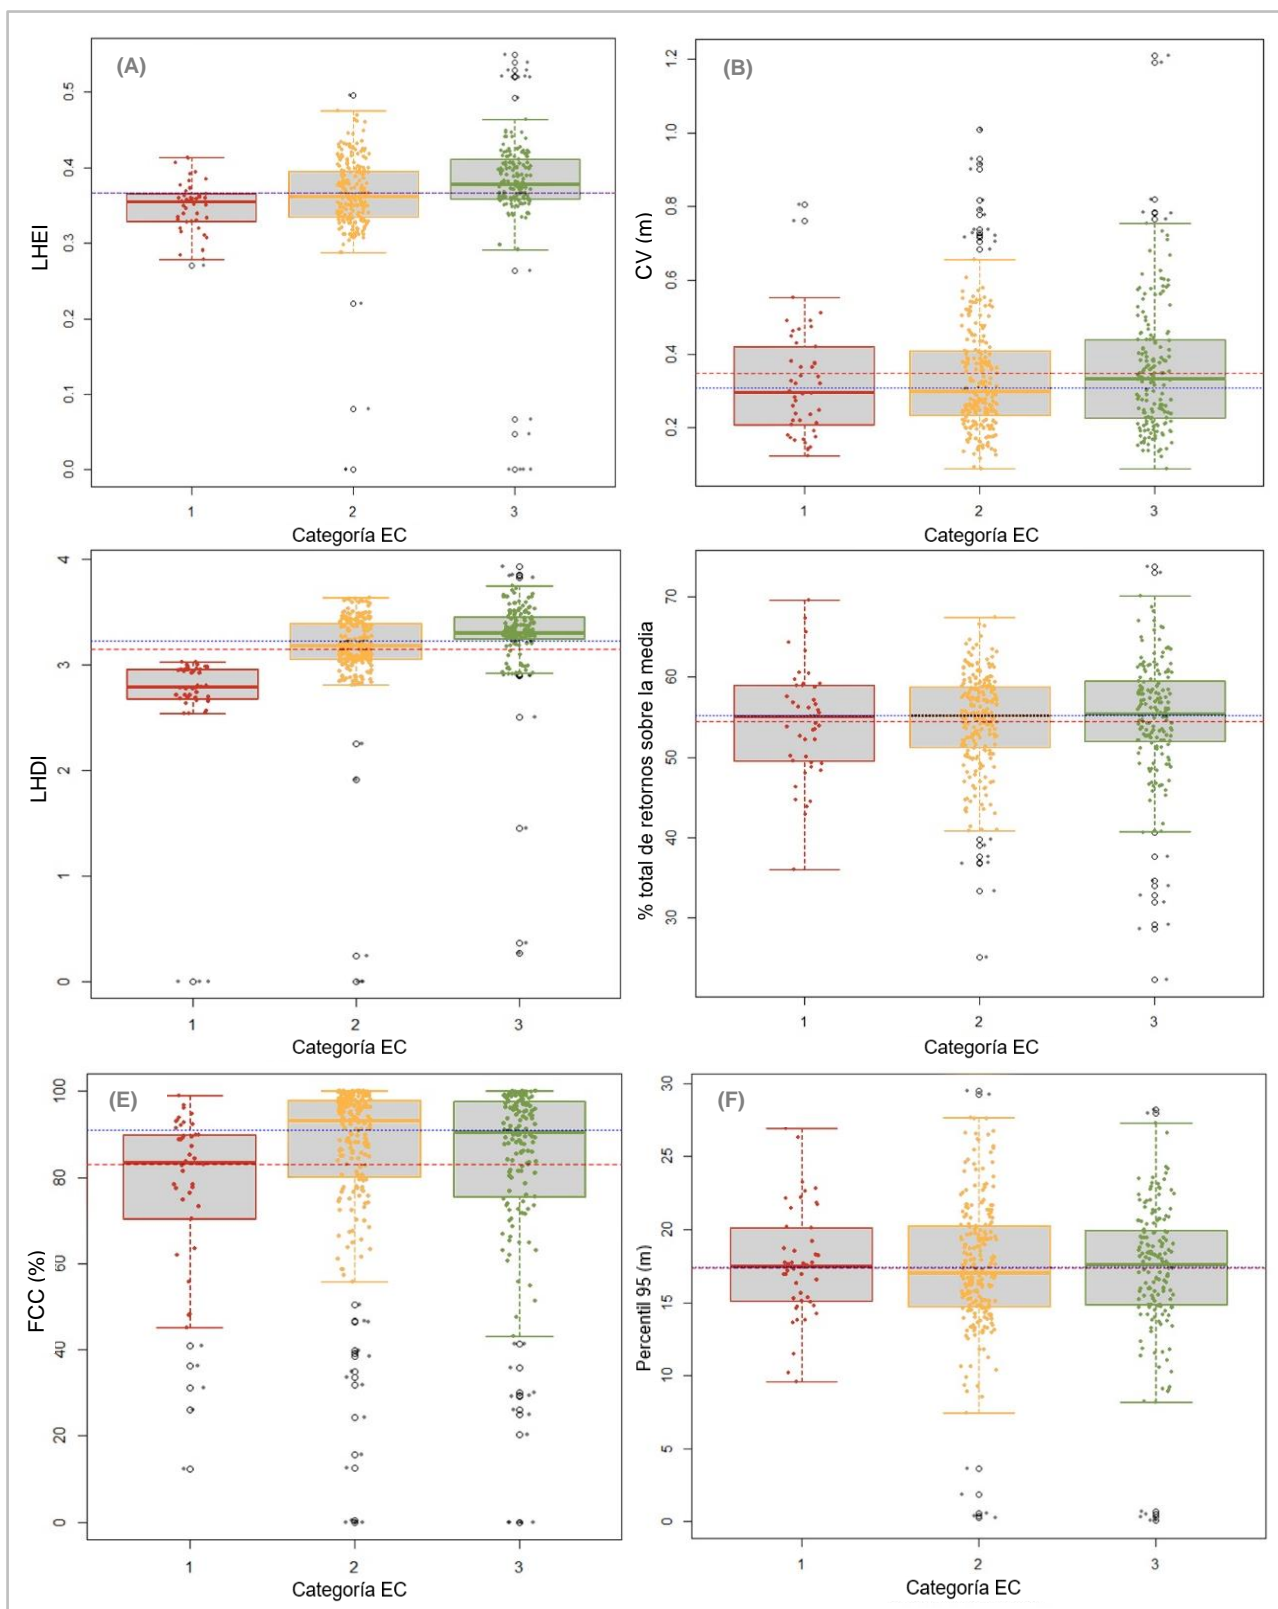 (A)
LHEI
0.5
0.4
0.3
0.2
0.1
0.0
1 2 3
Categoría EC
(B)
CV (m)
1.2
1.0
0.8
0.6
0.4
0.2
1 2 3
Categoría EC
LHDI
4
3
2
1
0
1 2 3
Categoría EC
% total de retornos sobre la media
70
60
50
40
30
1 2 3
Categoría EC
(E)
FCC (%)
100
80
60
40
20
0
1 2 3
Categoría EC
(F)
Percentil 95 (m)
30
25
20
15
10
5
0
1 2 3
Categoría EC